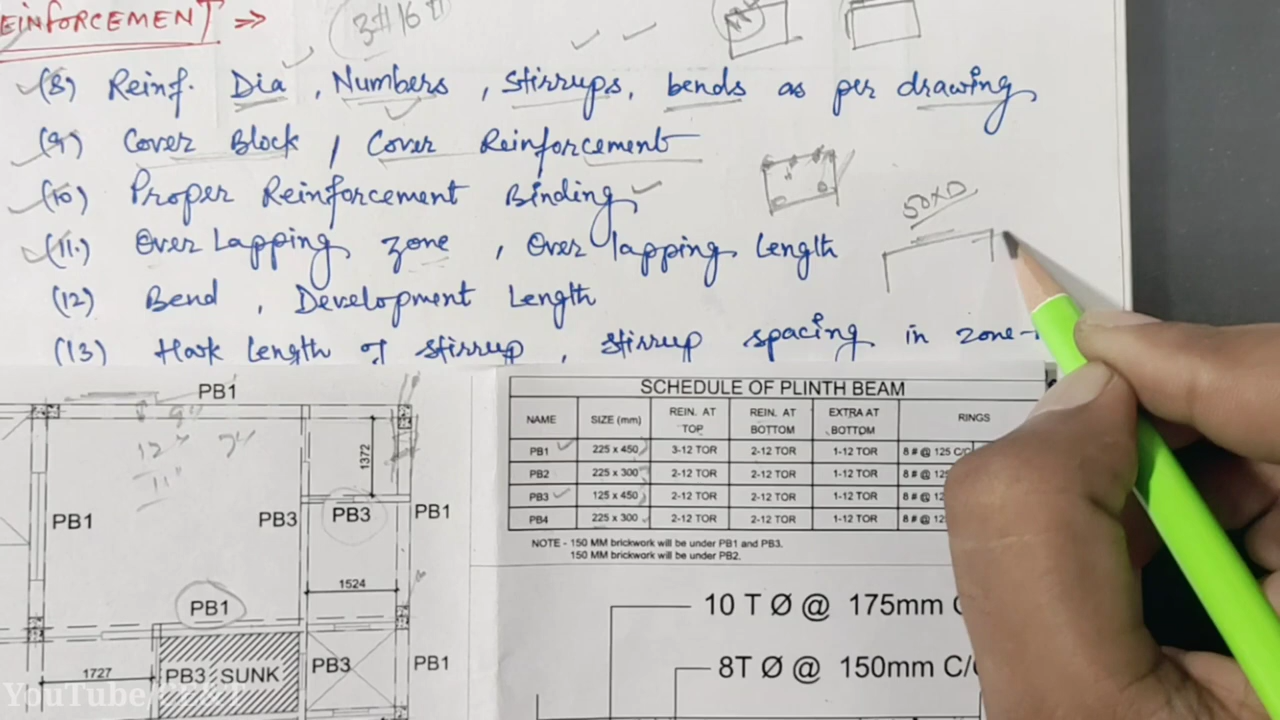 EINFORCEMENT ⇒
3#16
(8) Reinf. Dia, Numbers, Stirrups, bends as per drawing
(9) Cover Block / Cover Reinforcement
(10) Proper Reinforcement Binding
50xD
(11.) Over Lapping zone, Over lapping Length
(12) Bend, Development Length
(13) Hook length of stirrup, stirrup spacing in zone-
PB1
12"
11"
1372
PB1
PB3
PB3
PB1
1524
PB1
1727
PB3 SUNK
PB3
PB1
SCHEDULE OF PLINTH BEAM
NAME SIZE (mm) REIN. AT TOP REIN. AT BOTTOM EXTRA AT BOTTOM RINGS
PB1 225 x 450 3-12 TOR 2-12 TOR 1-12 TOR 8 # @ 125 C/C
PB2 225 x 300 2-12 TOR 2-12 TOR 1-12 TOR 8 # @ 125
PB3 125 x 450 2-12 TOR 2-12 TOR 1-12 TOR 8 # @ 12
PB4 225 x 300 2-12 TOR 2-12 TOR 1-12 TOR 8 # @ 12
NOTE - 150 MM brickwork will be under PB1 and PB3.
150 MM brickwork will be under PB2.
10 T Ø @ 175mm C
8T Ø @ 150mm C/
YouTube